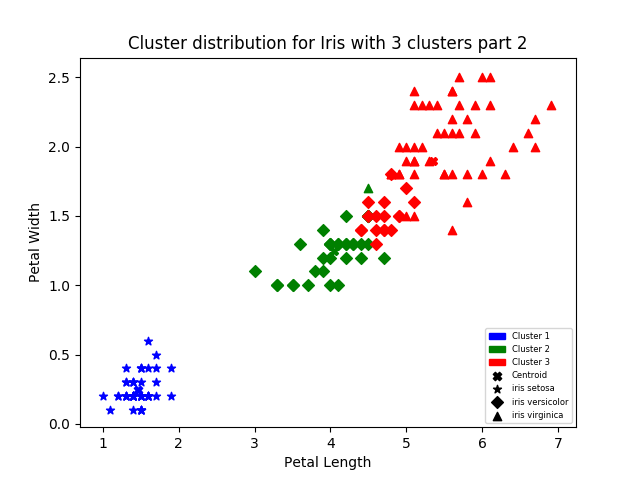 Cluster distribution for Iris with 3 clusters part 2
2.5
2.0
1.5
1.0
0.5
0.0
Petal Width
1 2 3 4 5 6 7
Petal Length
Cluster 1
Cluster 2
Cluster 3
Centroid
iris setosa
iris versicolor
iris virginica